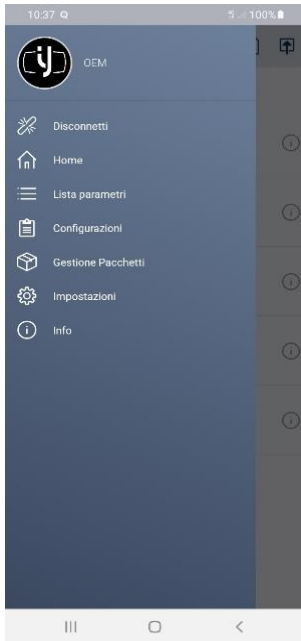 10:37
100%
OEM
Disconnetti
Home
Lista parametri
Configurazioni
Gestione Pacchetti
Impostazioni
Info